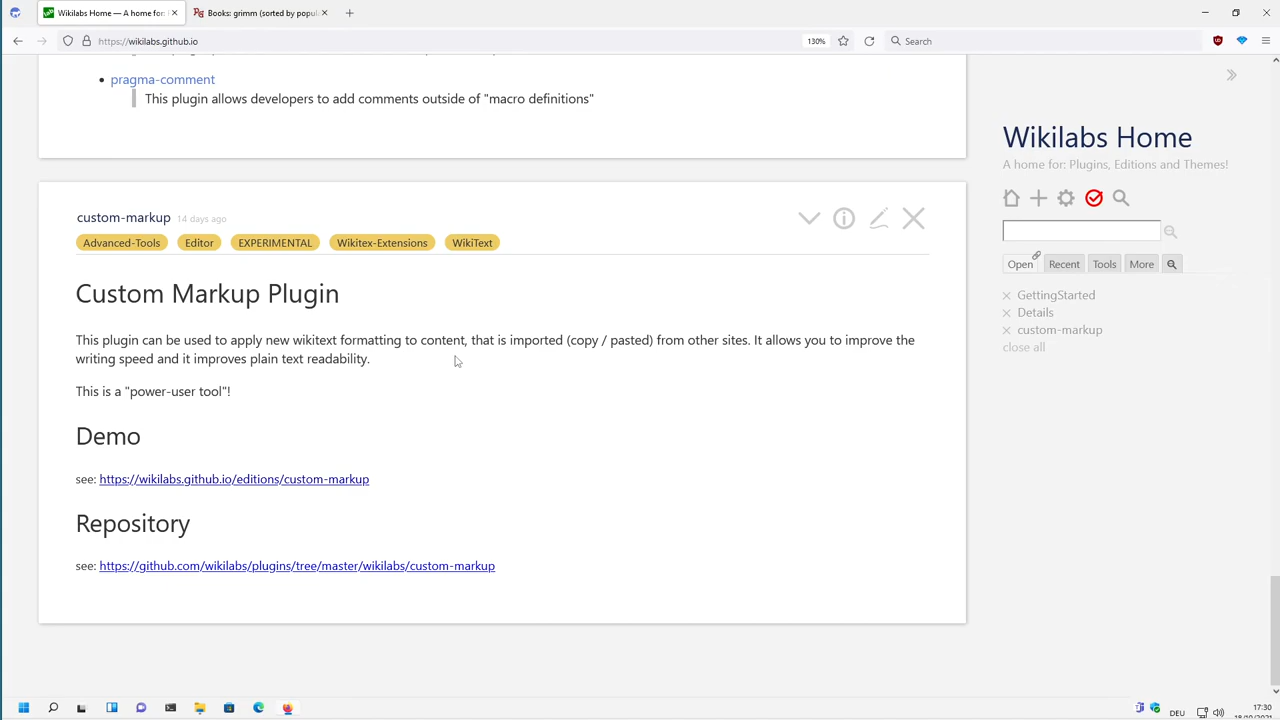 Wikilabs Home — A home for:
Books: grimm (sorted by popul
https://wikilabs.github.io
130%
Search
pragma-comment
This plugin allows developers to add comments outside of "macro definitions"
custom-markup 14 days ago
Advanced-Tools Editor EXPERIMENTAL Wikitex-Extensions WikiText
Custom Markup Plugin
This plugin can be used to apply new wikitext formatting to content, that is imported (copy / pasted) from other sites. It allows you to improve the
writing speed and it improves plain text readability.
This is a "power-user tool"!
Demo
see: https://wikilabs.github.io/editions/custom-markup
Repository
see: https://github.com/wikilabs/plugins/tree/master/wikilabs/custom-markup
Wikilabs Home
A home for: Plugins, Editions and Themes!
Open Recent Tools More
GettingStarted
Details
custom-markup
close all
DEU
17:30
18/10/2021